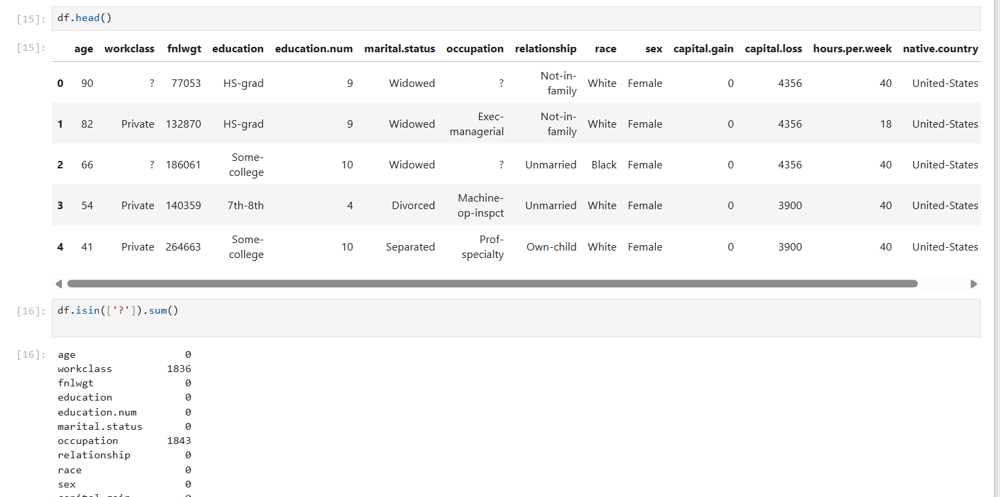 [15]: df.head()
[15]: age workclass fnlwgt education education.num marital.status occupation relationship race sex capital.gain capital.loss hours.per.week native.country
0 90 ? 77053 HS-grad 9 Widowed ? Not-in-family White Female 0 4356 40 United-States
1 82 Private 132870 HS-grad 9 Widowed Exec-managerial Not-in-family White Female 0 4356 18 United-States
2 66 ? 186061 Some-college 10 Widowed ? Unmarried Black Female 0 4356 40 United-States
3 54 Private 140359 7th-8th 4 Divorced Machine-op-inspct Unmarried White Female 0 3900 40 United-States
4 41 Private 264663 Some-college 10 Separated Prof-specialty Own-child White Female 0 3900 40 United-States
[16]: df.isin(['?']).sum()
[16]: age 0
workclass 1836
fnlwgt 0
education 0
education.num 0
marital.status 0
occupation 1843
relationship 0
race 0
sex 0